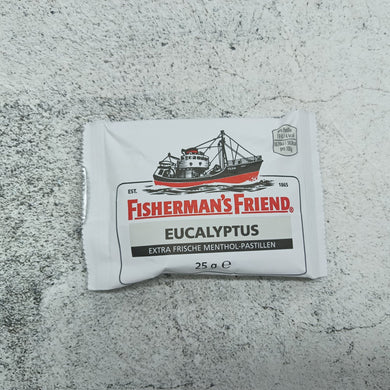 EST. 1865
FISHERMAN'S FRIEND®
EUCALYPTUS
EXTRA FRISCHE MENTHOL-PASTILLEN
25 g ℮